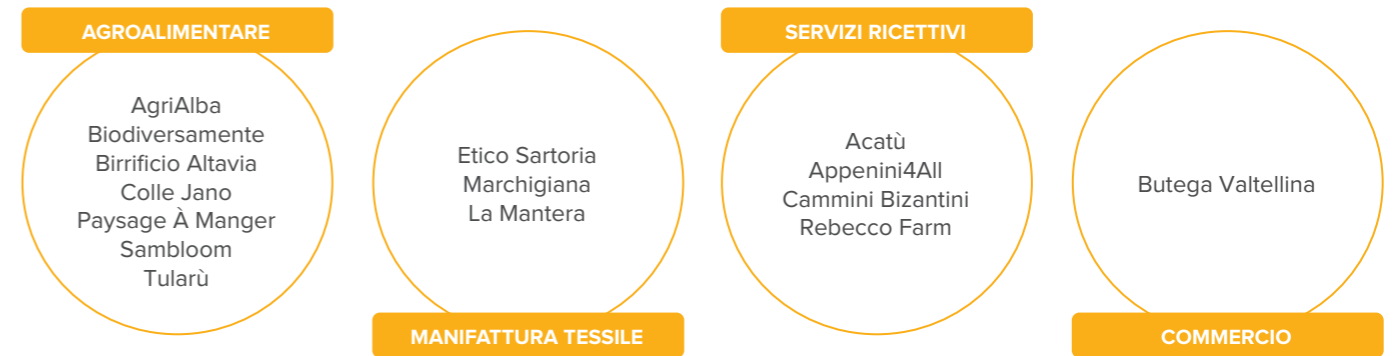 AGROALIMENTARE
AgriAlba
Biodiversamente
Birrificio Altavia
Colle Jano
Paysage À Manger
Sambloom
Tularù
Etico Sartoria
Marchigiana
La Mantera
MANIFATTURA TESSILE
SERVIZI RICETTIVI
Acatù
Appenini4All
Cammini Bizantini
Rebecco Farm
Butega Valtellina
COMMERCIO